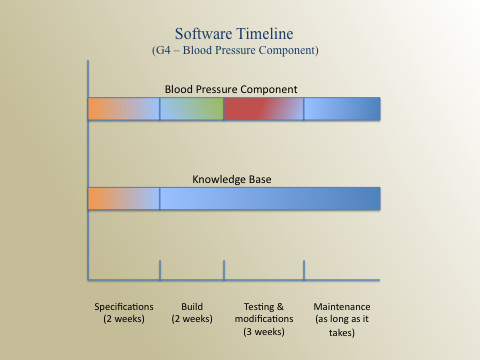 Software Timeline
(G4 – Blood Pressure Component)
Blood Pressure Component
Knowledge Base
Specifications
(2 weeks)
Build
(2 weeks)
Testing &
modifications
(3 weeks)
Maintenance
(as long as it
takes)